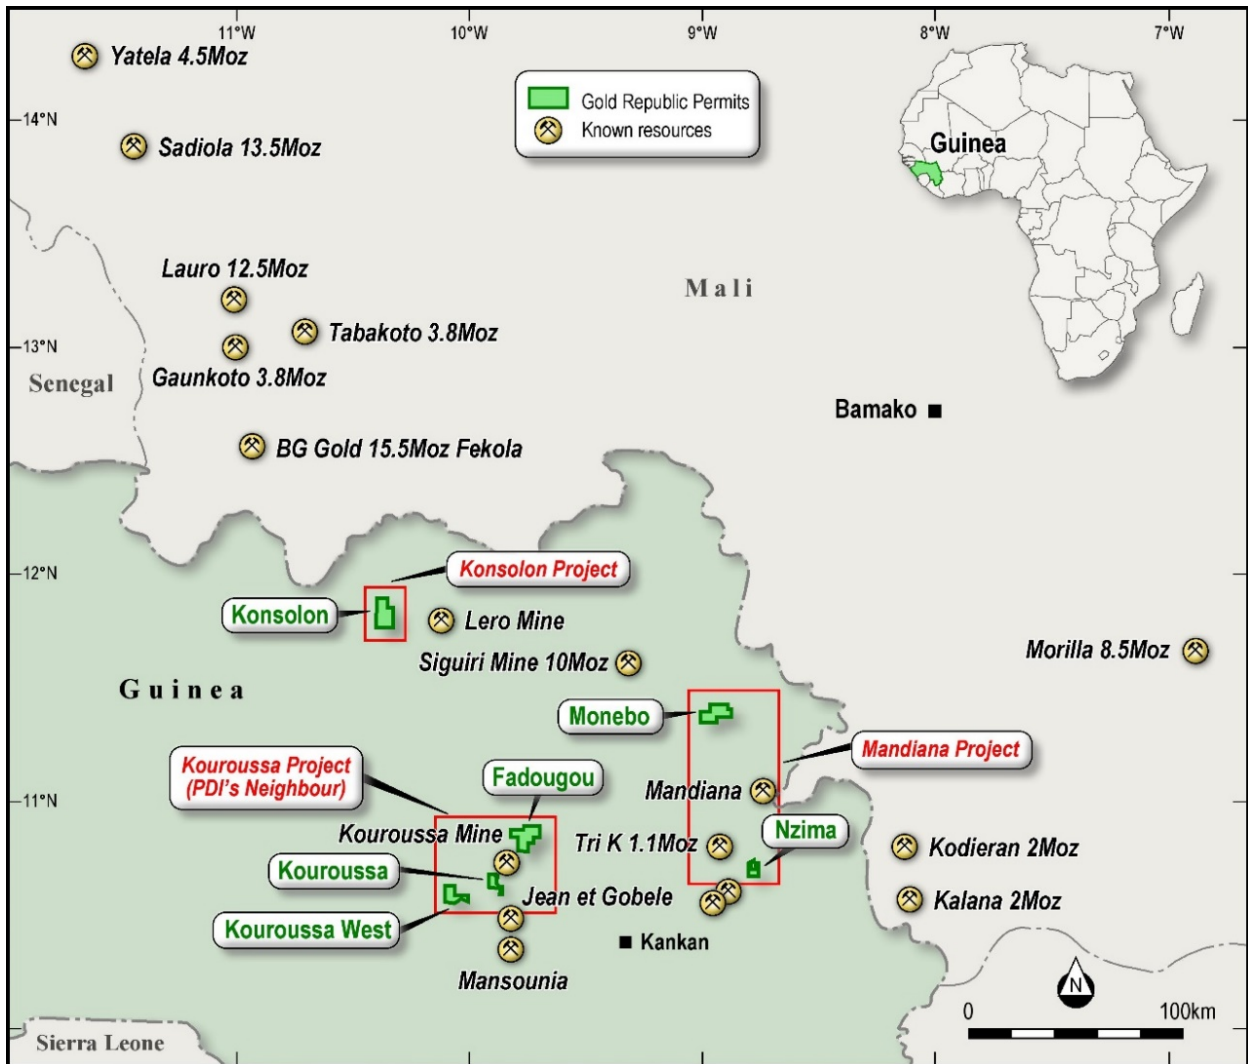 11°W
10°W
9°W
8°W
7°W
Yatela 4.5Moz
Gold Republic Permits
Known resources
14°N
Sadiola 13.5Moz
Guinea
Lauro 12.5Moz
Mali
Tabakoto 3.8Moz
13°N
Gaunkoto 3.8Moz
Senegal
Bamako
BG Gold 15.5Moz Fekola
12°N
Konsolon Project
Konsolon
Lero Mine
Siguiri Mine 10Moz
Morilla 8.5Moz
Guinea
Monebo
Mandiana Project
Kouroussa Project
(PDI's Neighbour)
Fadougou
Mandiana
11°N
Kouroussa Mine
Tri K 1.1Moz
Nzima
Kodieran 2Moz
Kouroussa
Jean et Gobele
Kalana 2Moz
Kouroussa West
Kankan
Mansounia
N
0
100km
Sierra Leone